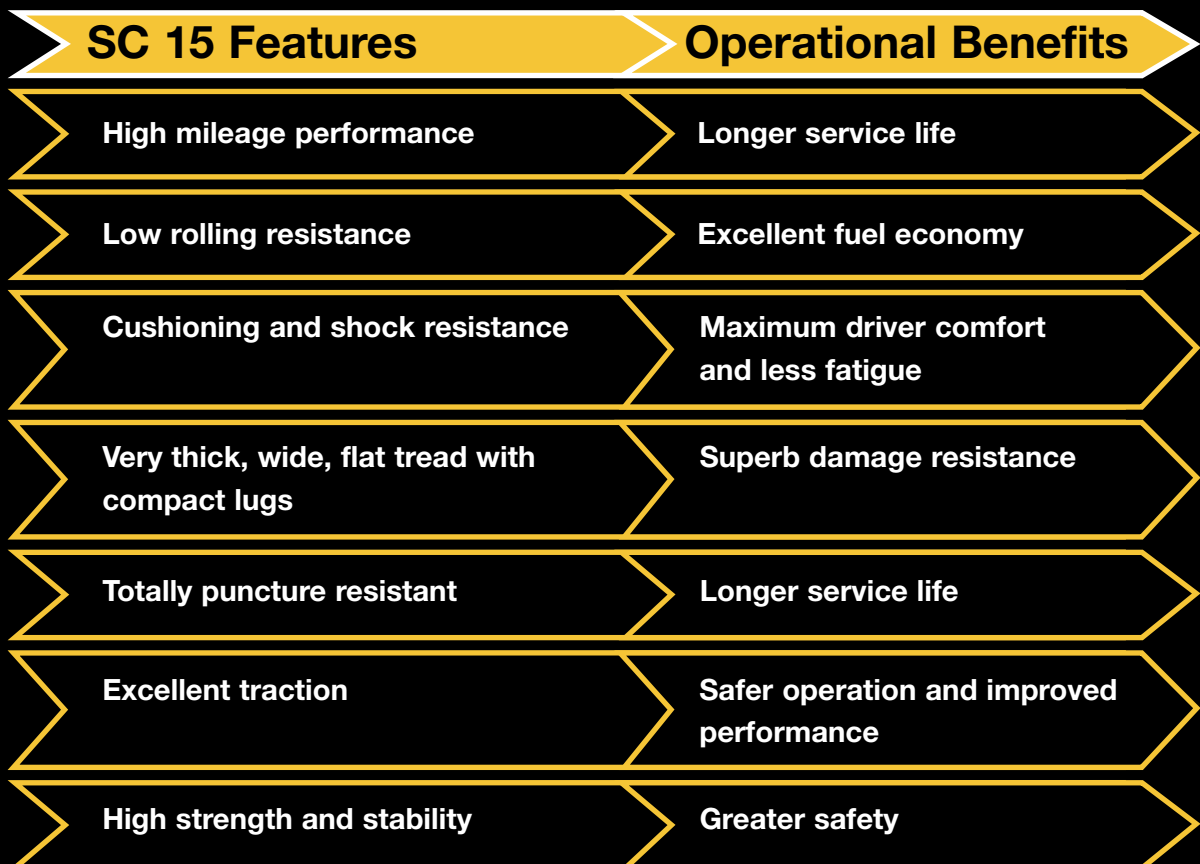 SC 15 Features
Operational Benefits
High mileage performance
Longer service life
Low rolling resistance
Excellent fuel economy
Cushioning and shock resistance
Maximum driver comfort
and less fatigue
Very thick, wide, flat tread with
compact lugs
Superb damage resistance
Totally puncture resistant
Longer service life
Excellent traction
Safer operation and improved
performance
High strength and stability
Greater safety